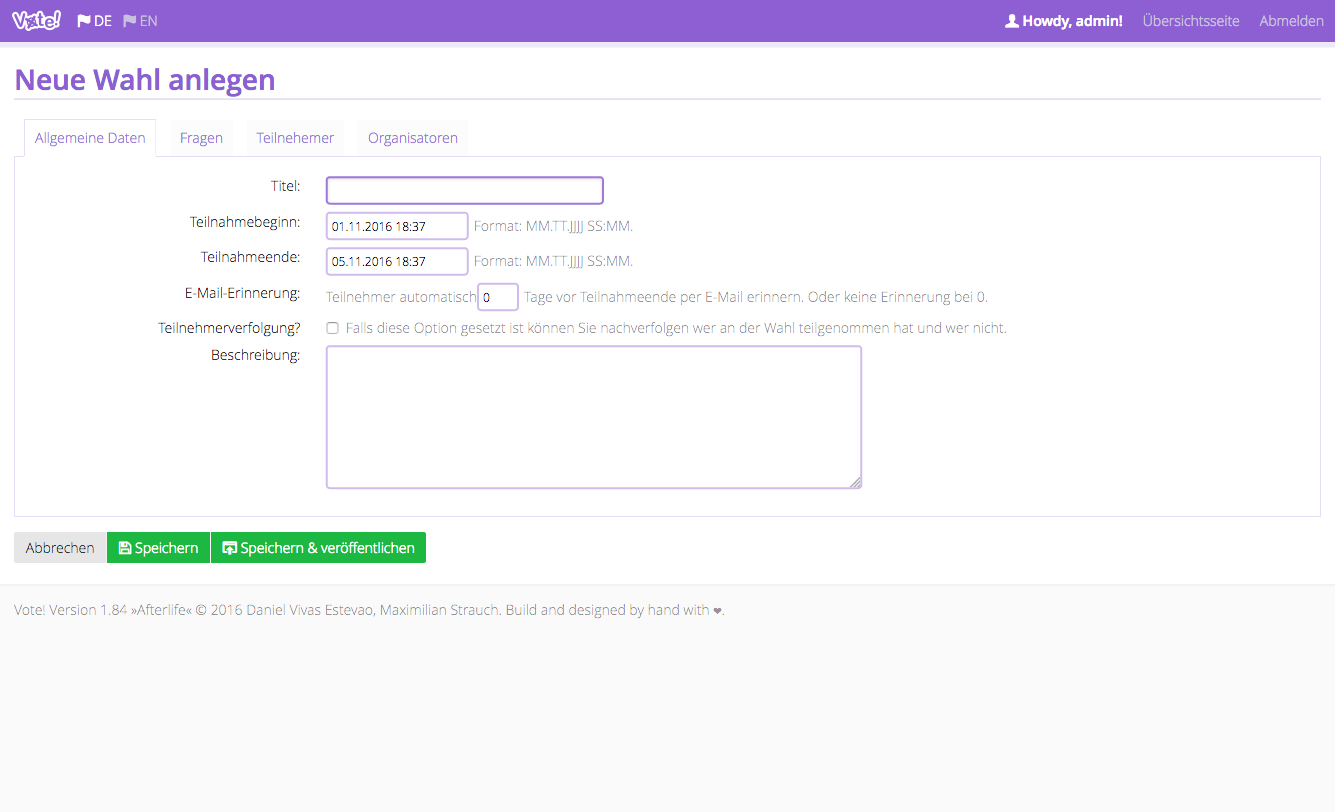 Vote! DE EN Howdy, admin! Übersichtsseite Abmelden
Neue Wahl anlegen
Allgemeine Daten Fragen Teilnehemer Organisatoren
Titel:
Teilnahmebeginn: 01.11.2016 18:37 Format: MM.TT.JJJJ SS:MM.
Teilnahmeende: 05.11.2016 18:37 Format: MM.TT.JJJJ SS:MM.
E-Mail-Erinnerung: Teilnehmer automatisch 0 Tage vor Teilnahmeende per E-Mail erinnern. Oder keine Erinnerung bei 0.
Teilnehmerverfolgung? Falls diese Option gesetzt ist können Sie nachverfolgen wer an der Wahl teilgenommen hat und wer nicht.
Beschreibung:
Abbrechen Speichern Speichern & veröffentlichen
Vote! Version 1.84 »Afterlife« © 2016 Daniel Vivas Estevao, Maximilian Strauch. Build and designed by hand with ❤.